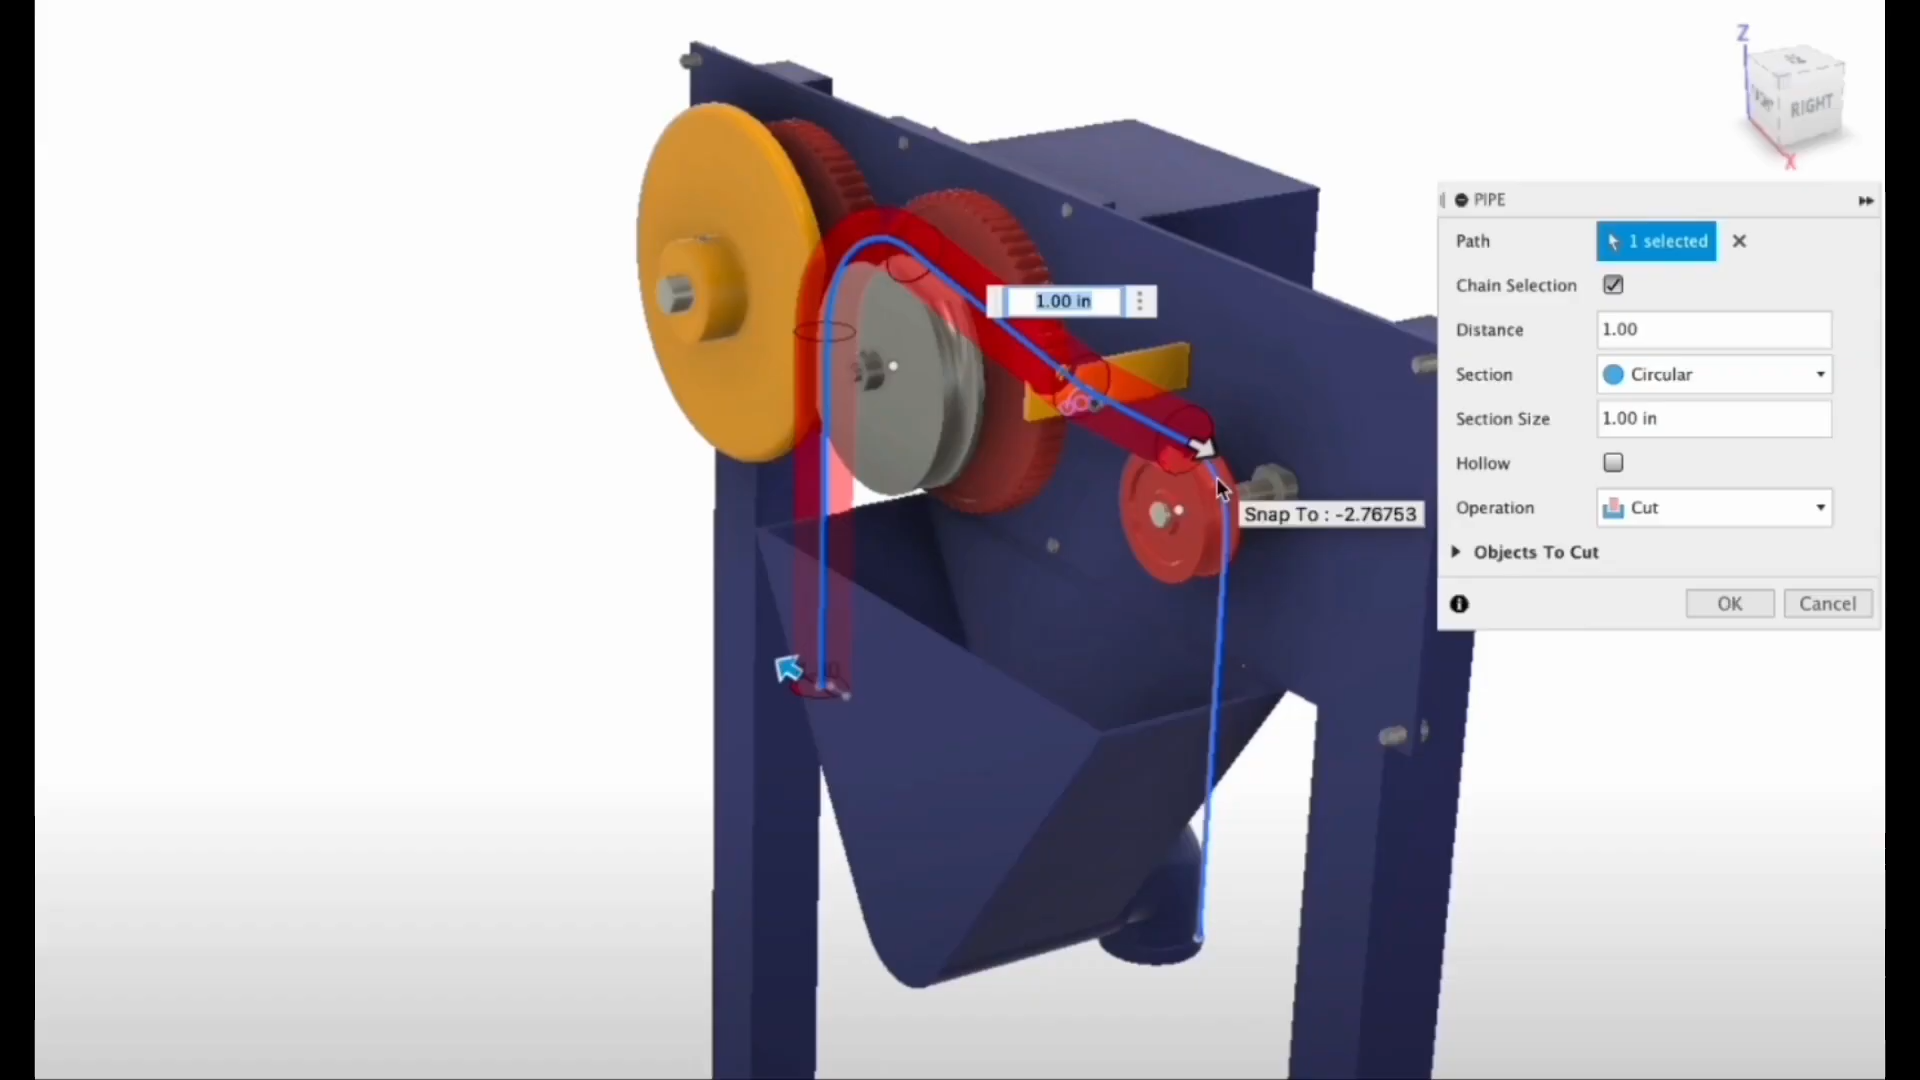 Z
RIGHT
X
PIPE
Path
1 selected
Chain Selection
Distance
1.00
Section
Circular
Section Size
1.00 in
Hollow
Operation
Cut
Objects To Cut
OK
Cancel
1.00 in
Snap To : -2.76753